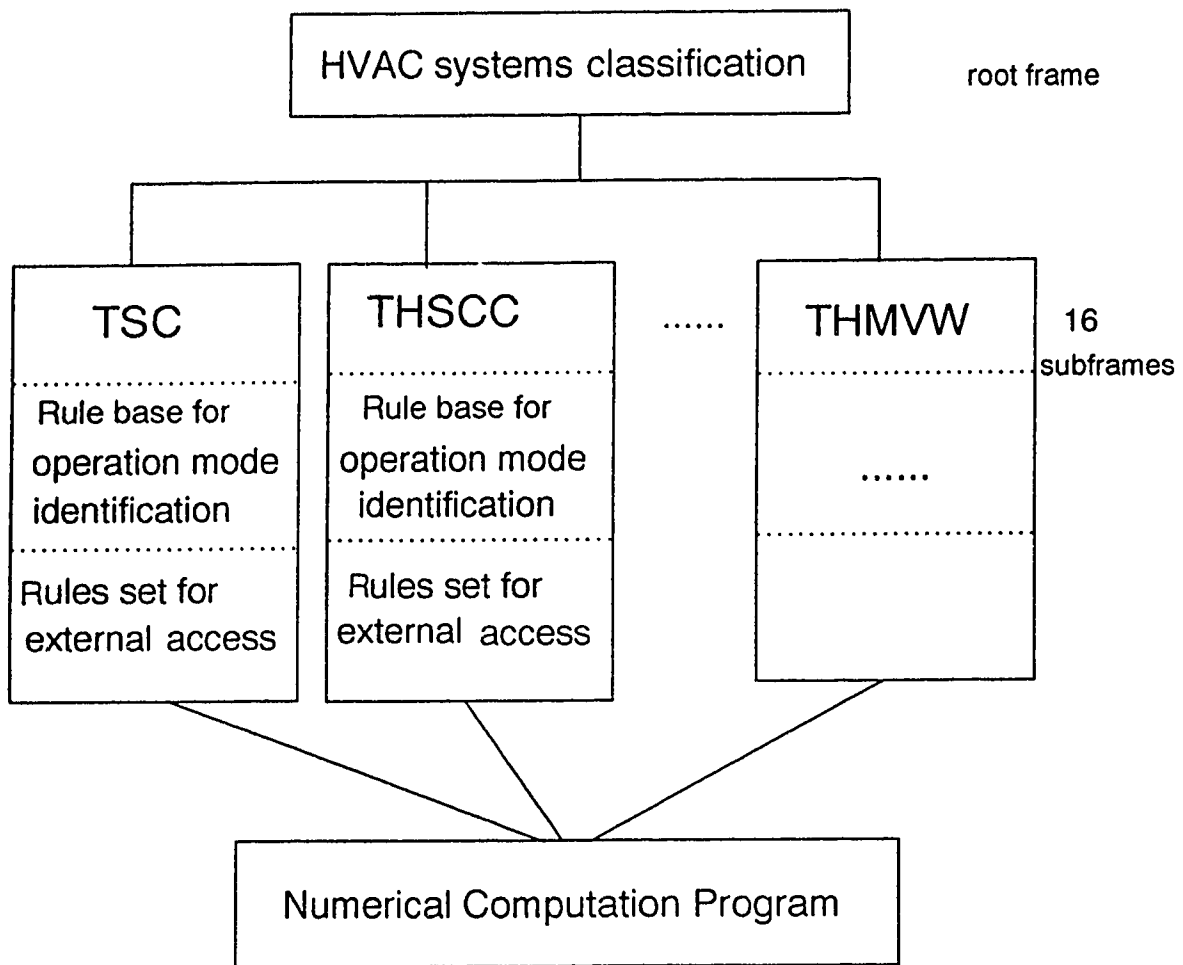 HVAC systems classification
root frame
TSC
Rule base for
operation mode
identification
Rules set for
external access
THSCC
Rule base for
operation mode
identification
Rules set for
external access
......
THMVW
......
16
subframes
Numerical Computation Program